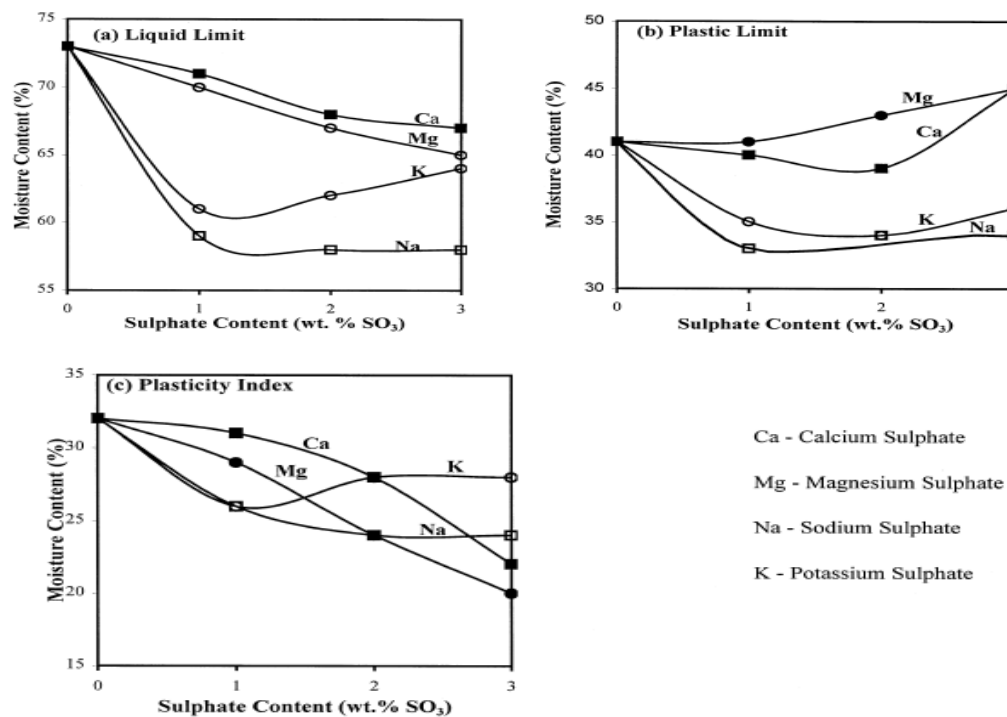 (a) Liquid Limit
75
70
65
60
55
Moisture Content (%)
Ca
Mg
K
Na
0 1 2 3
Sulphate Content (wt. % SO₃)
(b) Plastic Limit
50
45
40
35
30
Moisture Content (%)
Mg
Ca
K
Na
0 1 2
Sulphate Content (wt.% SO₃)
(c) Plasticity Index
35
30
25
20
15
Moisture Content (%)
Ca
Mg
K
Na
0 1 2 3
Sulphate Content (wt.% SO₃)
Ca - Calcium Sulphate
Mg - Magnesium Sulphate
Na - Sodium Sulphate
K - Potassium Sulphate